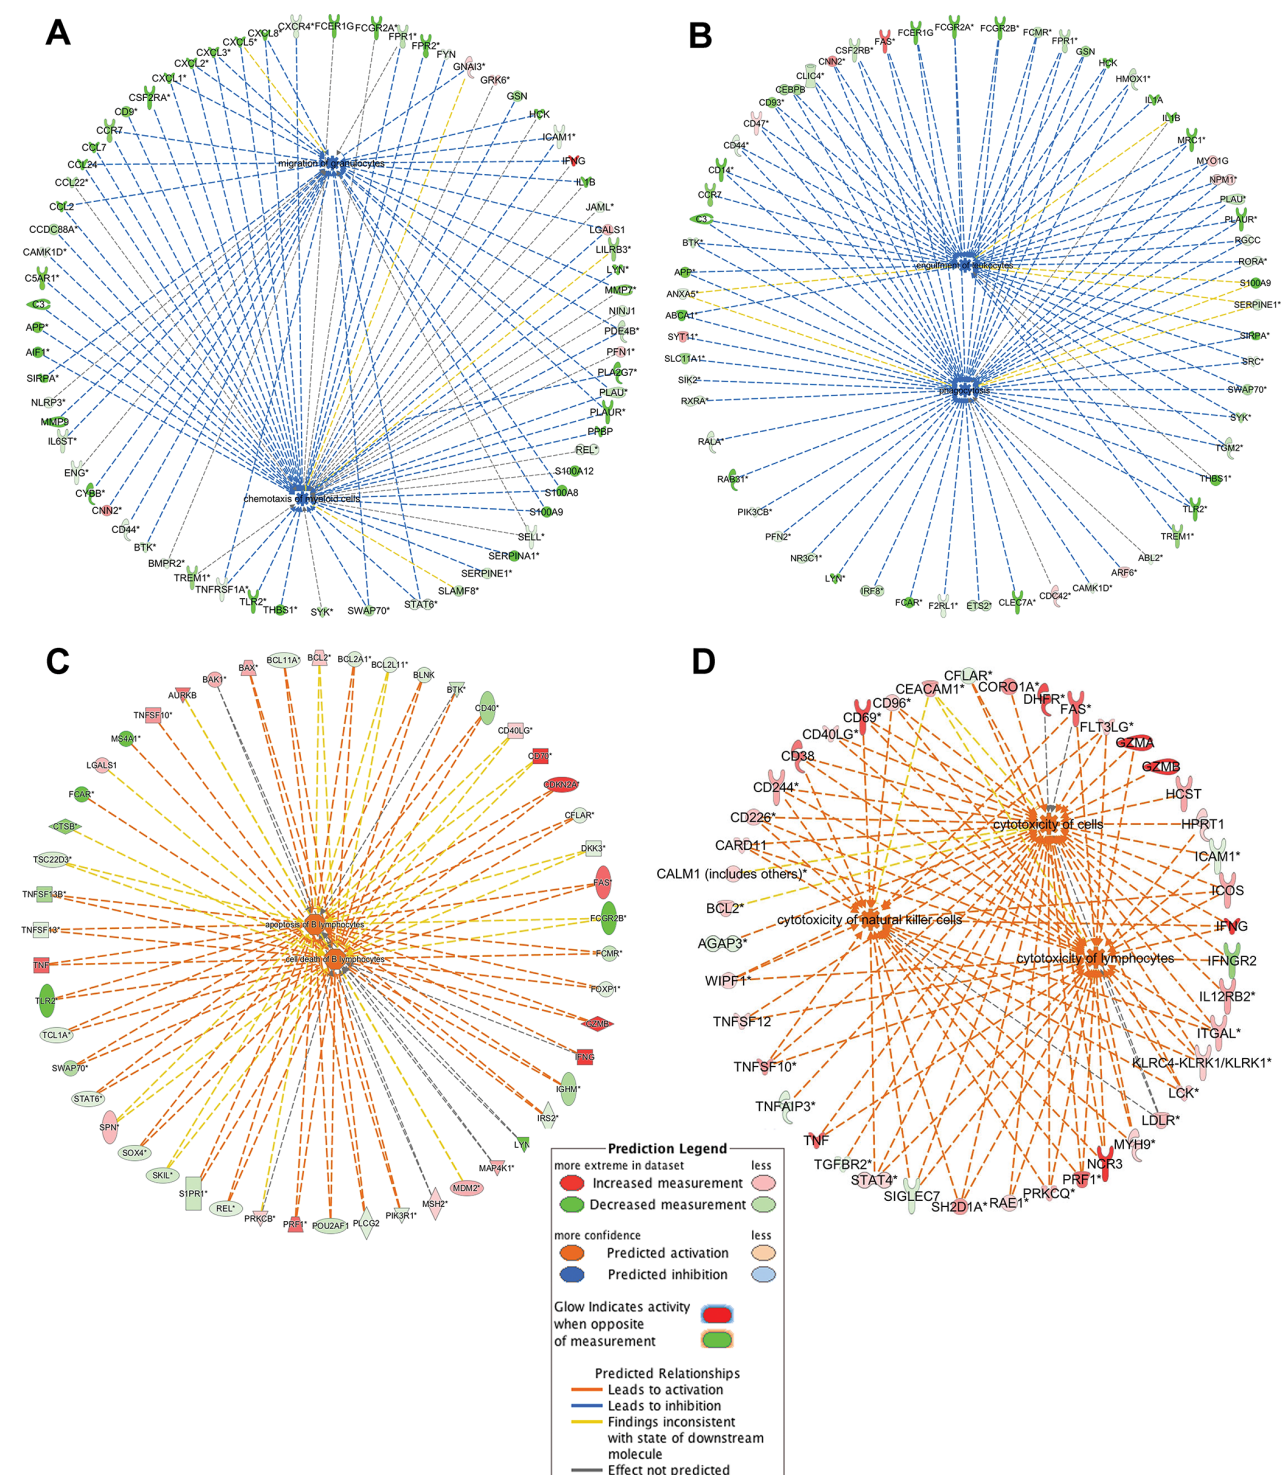 A
CXCR4*
FCER1G
FCGR2A*
FPR1*
FPR2*
FYN
GNAI3*
GRK6*
GSN
HCK
ICAM1*
IFNG
IL1B
JAML*
LGALS1
LILRB3*
LYN*
MMP7*
NINJ1
PDE4B*
PFN1*
PLA2G7*
PLAU*
PLAUR*
PPBP
REL*
S100A12
S100A8
S100A9
SELL*
SERPINA1*
SERPINE1*
SLAMF8*
STAT6*
SWAP70*
SYK*
THBS1*
TLR2*
TNFRSF1A*
TREM1*
BMPR2*
BTK*
CD44*
CNN2*
CYBB*
ENG*
IL6ST*
MMP9
NLRP3*
SIRPA*
AIF1*
APP*
C3
C5AR1*
CAMK1D*
CCDC88A*
CCL2
CCL22*
CCL24
CCL7
CCR7
CD9*
CSF2RA*
CXCL1*
CXCL2*
CXCL3*
CXCL5*
CXCL8*
migration of granulocytes
chemotaxis of myeloid cells
B
FCER1G
FCGR2A*
FCGR2B*
FCMR*
FPR1*
GSN
HCK
HMOX1*
IL1A
IL1B
MRC1*
MYO1G
NPM1*
PLAU*
PLAUR*
RGCC
RORA*
S100A9
SERPINE1*
SIRPA*
SRC*
SWAP70*
SYK*
TGM2*
THBS1*
TLR2*
TREM1*
ABL2*
ARF6*
CAMK1D*
CDC42*
CLEC7A*
ETS2*
F2RL1*
FCAR*
IRF8*
LYN*
NR3C1*
PFN2*
PIK3CB*
RAB31*
RALA*
RXRA*
SIK2*
SLC11A1*
SYT11*
ABCA1
ANXA5*
APP*
BTK*
C3
CCR7
CD14*
CD44*
CD47*
CD93*
CEBPB
CLIC4*
CNN2*
CSF2RB*
FAS*
engulfment of leukocytes
phagocytosis
C
BCL2*
BCL2A1*
BCL2L11*
BLNK
BTK*
CD40*
CD40LG*
CD70*
CDKN2A*
CFLAR*
DKK3*
FAS*
FCGR2B*
FCMR*
FOXP1*
GZMB
IFNG
IGHM*
IRS2*
LYN
MAP4K1*
MDM2*
MSH2*
PIK3R1*
PLCG2
POU2AF1
PRF1*
PRKCB*
REL*
S1PR1*
SKIL*
SOX4*
SPN*
STAT6*
SWAP70*
TCL1A*
TLR2*
TNF
TNFSF13*
TNFSF13B*
TSC22D3*
CTSB*
FCAR*
LGALS1
MS4A1*
TNFSF10*
AURKB
BAK1*
BAX*
BCL11A*
apoptosis of B lymphocytes
cell death of B lymphocytes
D
CFLAR*
CORO1A*
DHFR*
FAS*
FLT3LG*
GZMA
GZMB
HCST
HPRT1
ICAM1*
ICOS
IFNG
IFNGR2
IL12RB2*
ITGAL*
KLRC4-KLRK1/KLRK1*
LCK*
LDLR*
MYH9*
NCR3
PRF1*
PRKCQ*
RAE1*
SH2D1A*
SIGLEC7
STAT4*
TGFBR2*
TNF
TNFAIP3*
TNFSF10*
TNFSF12
WIPF1*
AGAP3*
BCL2*
CALM1 (includes others)*
CARD11
CD226*
CD244*
CD38
CD40LG*
CD69*
CD96*
CEACAM1*
cytotoxicity of cells
cytotoxicity of natural killer cells
cytotoxicity of lymphocytes
Prediction Legend
more extreme in dataset less
Increased measurement
Decreased measurement
more confidence less
Predicted activation
Predicted inhibition
Glow Indicates activity
when opposite
of measurement
Predicted Relationships
Leads to activation
Leads to inhibition
Findings inconsistent
with state of downstream
molecule
Effect not predicted